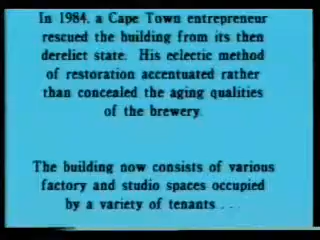 In 1984, a Cape Town entrepreneur
rescued the building from its then
derelict state. His eclectic method
of restoration accentuated rather
than concealed the aging qualities
of the brewery.
The building now consists of various
factory and studio spaces occupied
by a variety of tenants . . .